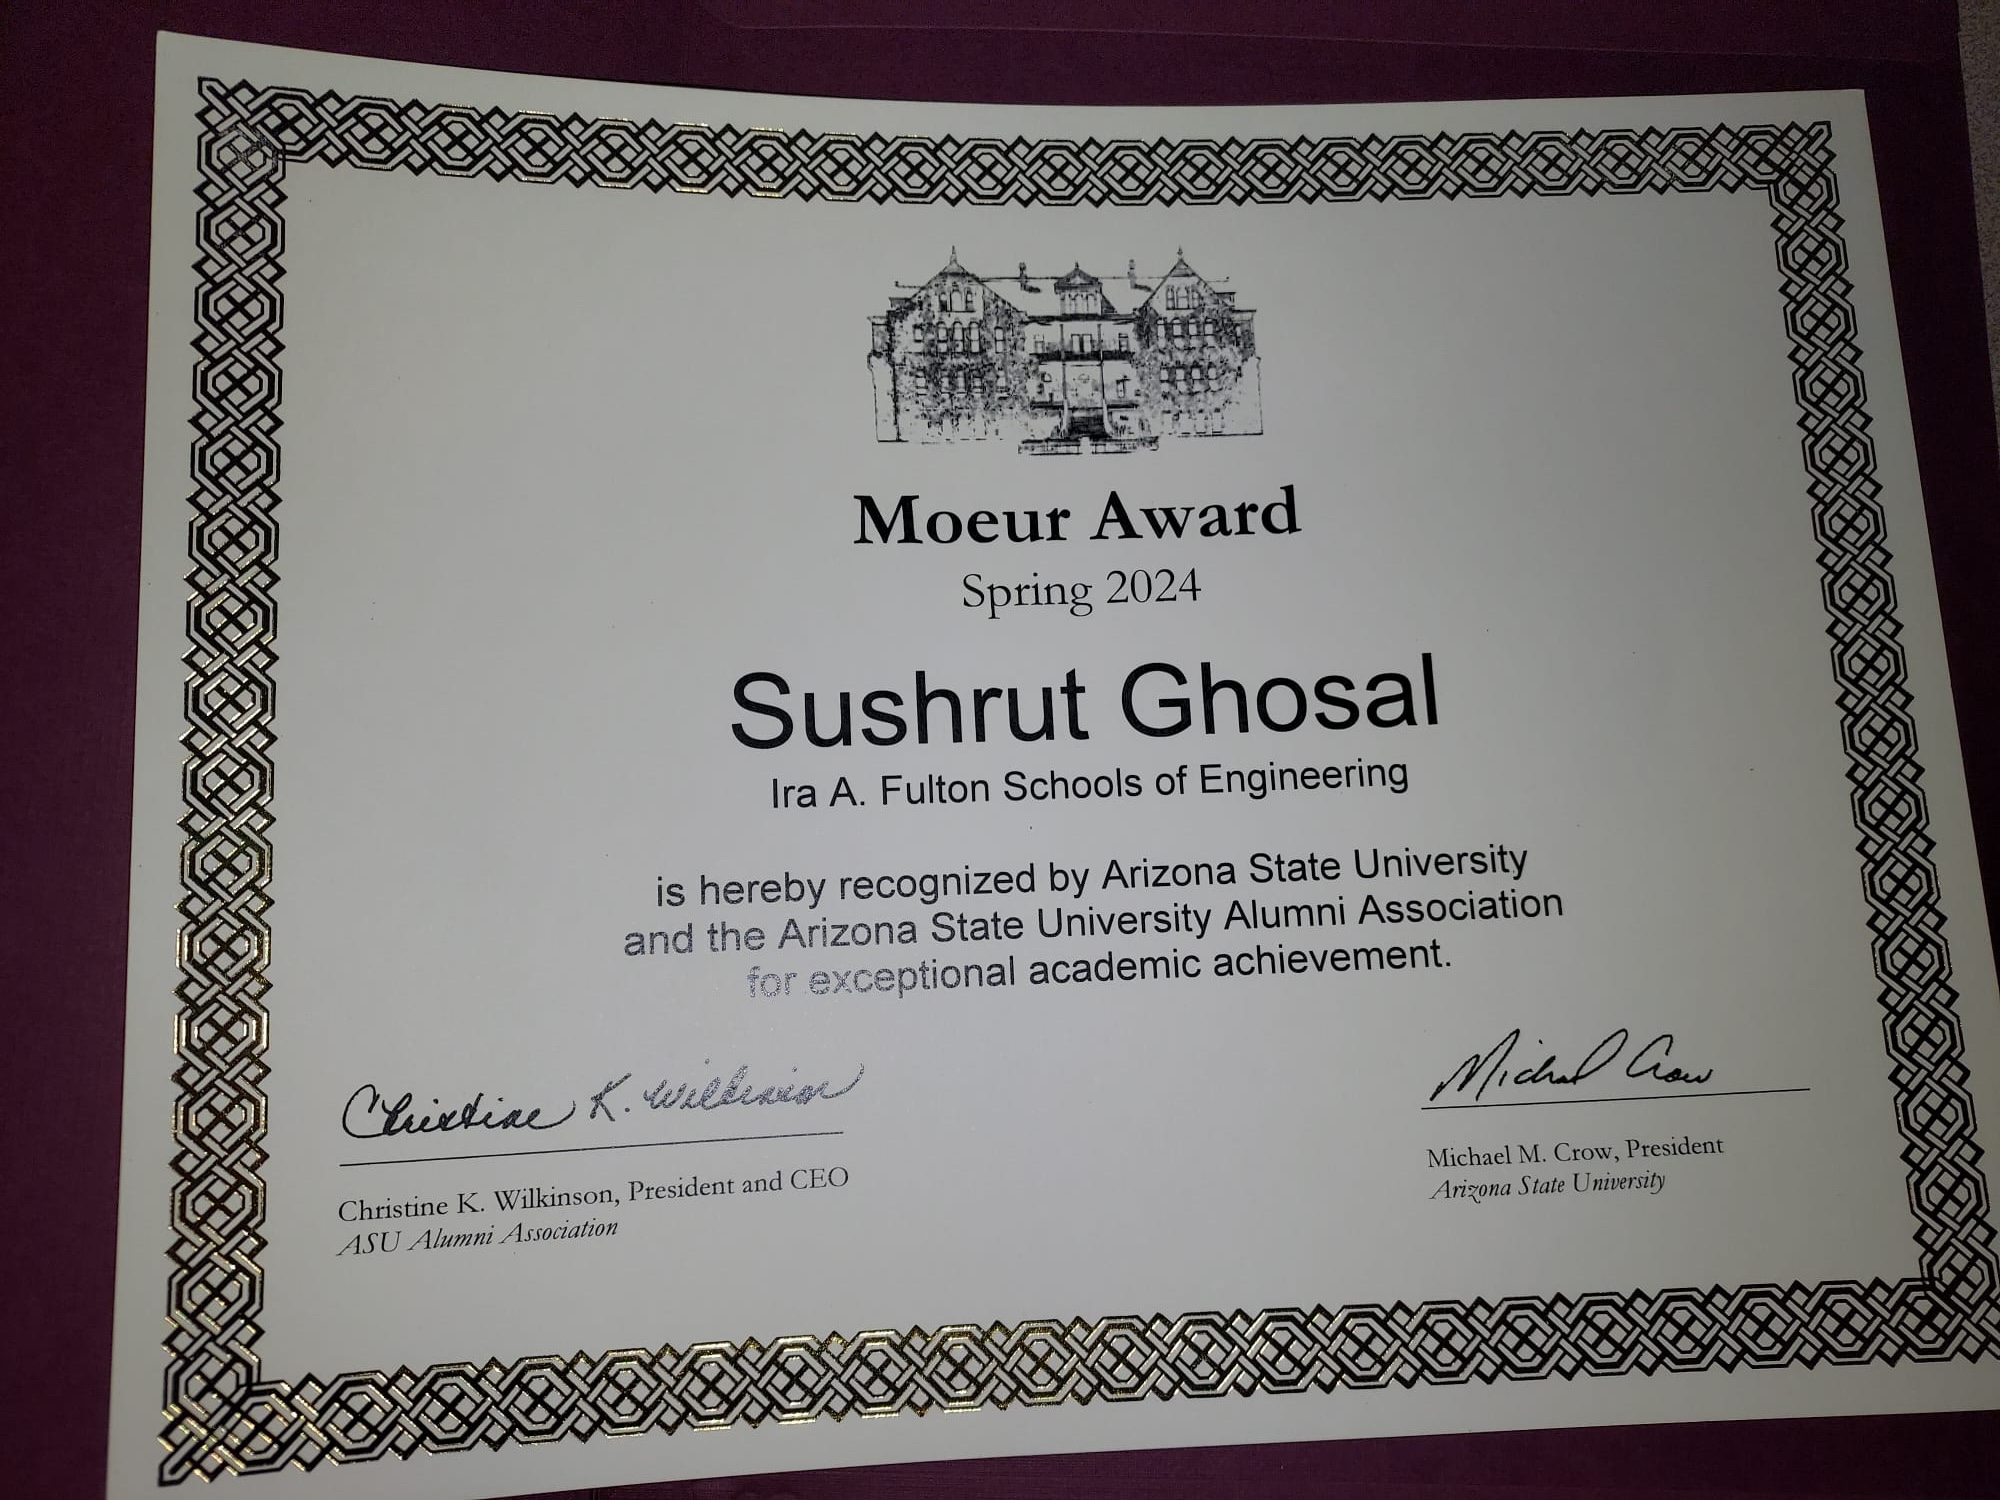 Moeur Award
Spring 2024
Sushrut Ghosal
Ira A. Fulton Schools of Engineering
is hereby recognized by Arizona State University
and the Arizona State University Alumni Association
for exceptional academic achievement.
Christine K. Wilkinson
Michael Crow
Christine K. Wilkinson, President and CEO
ASU Alumni Association
Michael M. Crow, President
Arizona State University